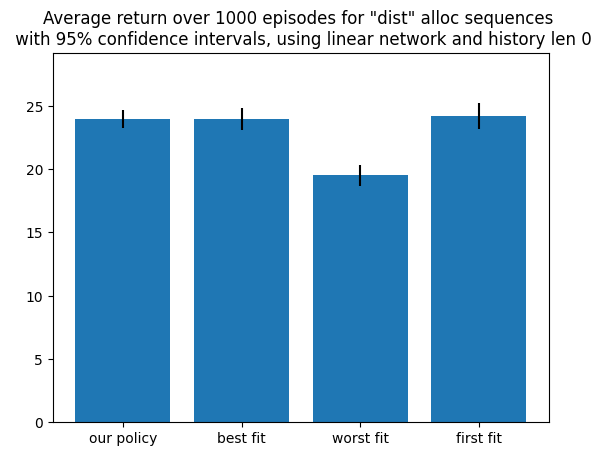 Average return over 1000 episodes for "dist" alloc sequences
with 95% confidence intervals, using linear network and history len 0
25
20
15
10
5
0
our policy best fit worst fit first fit